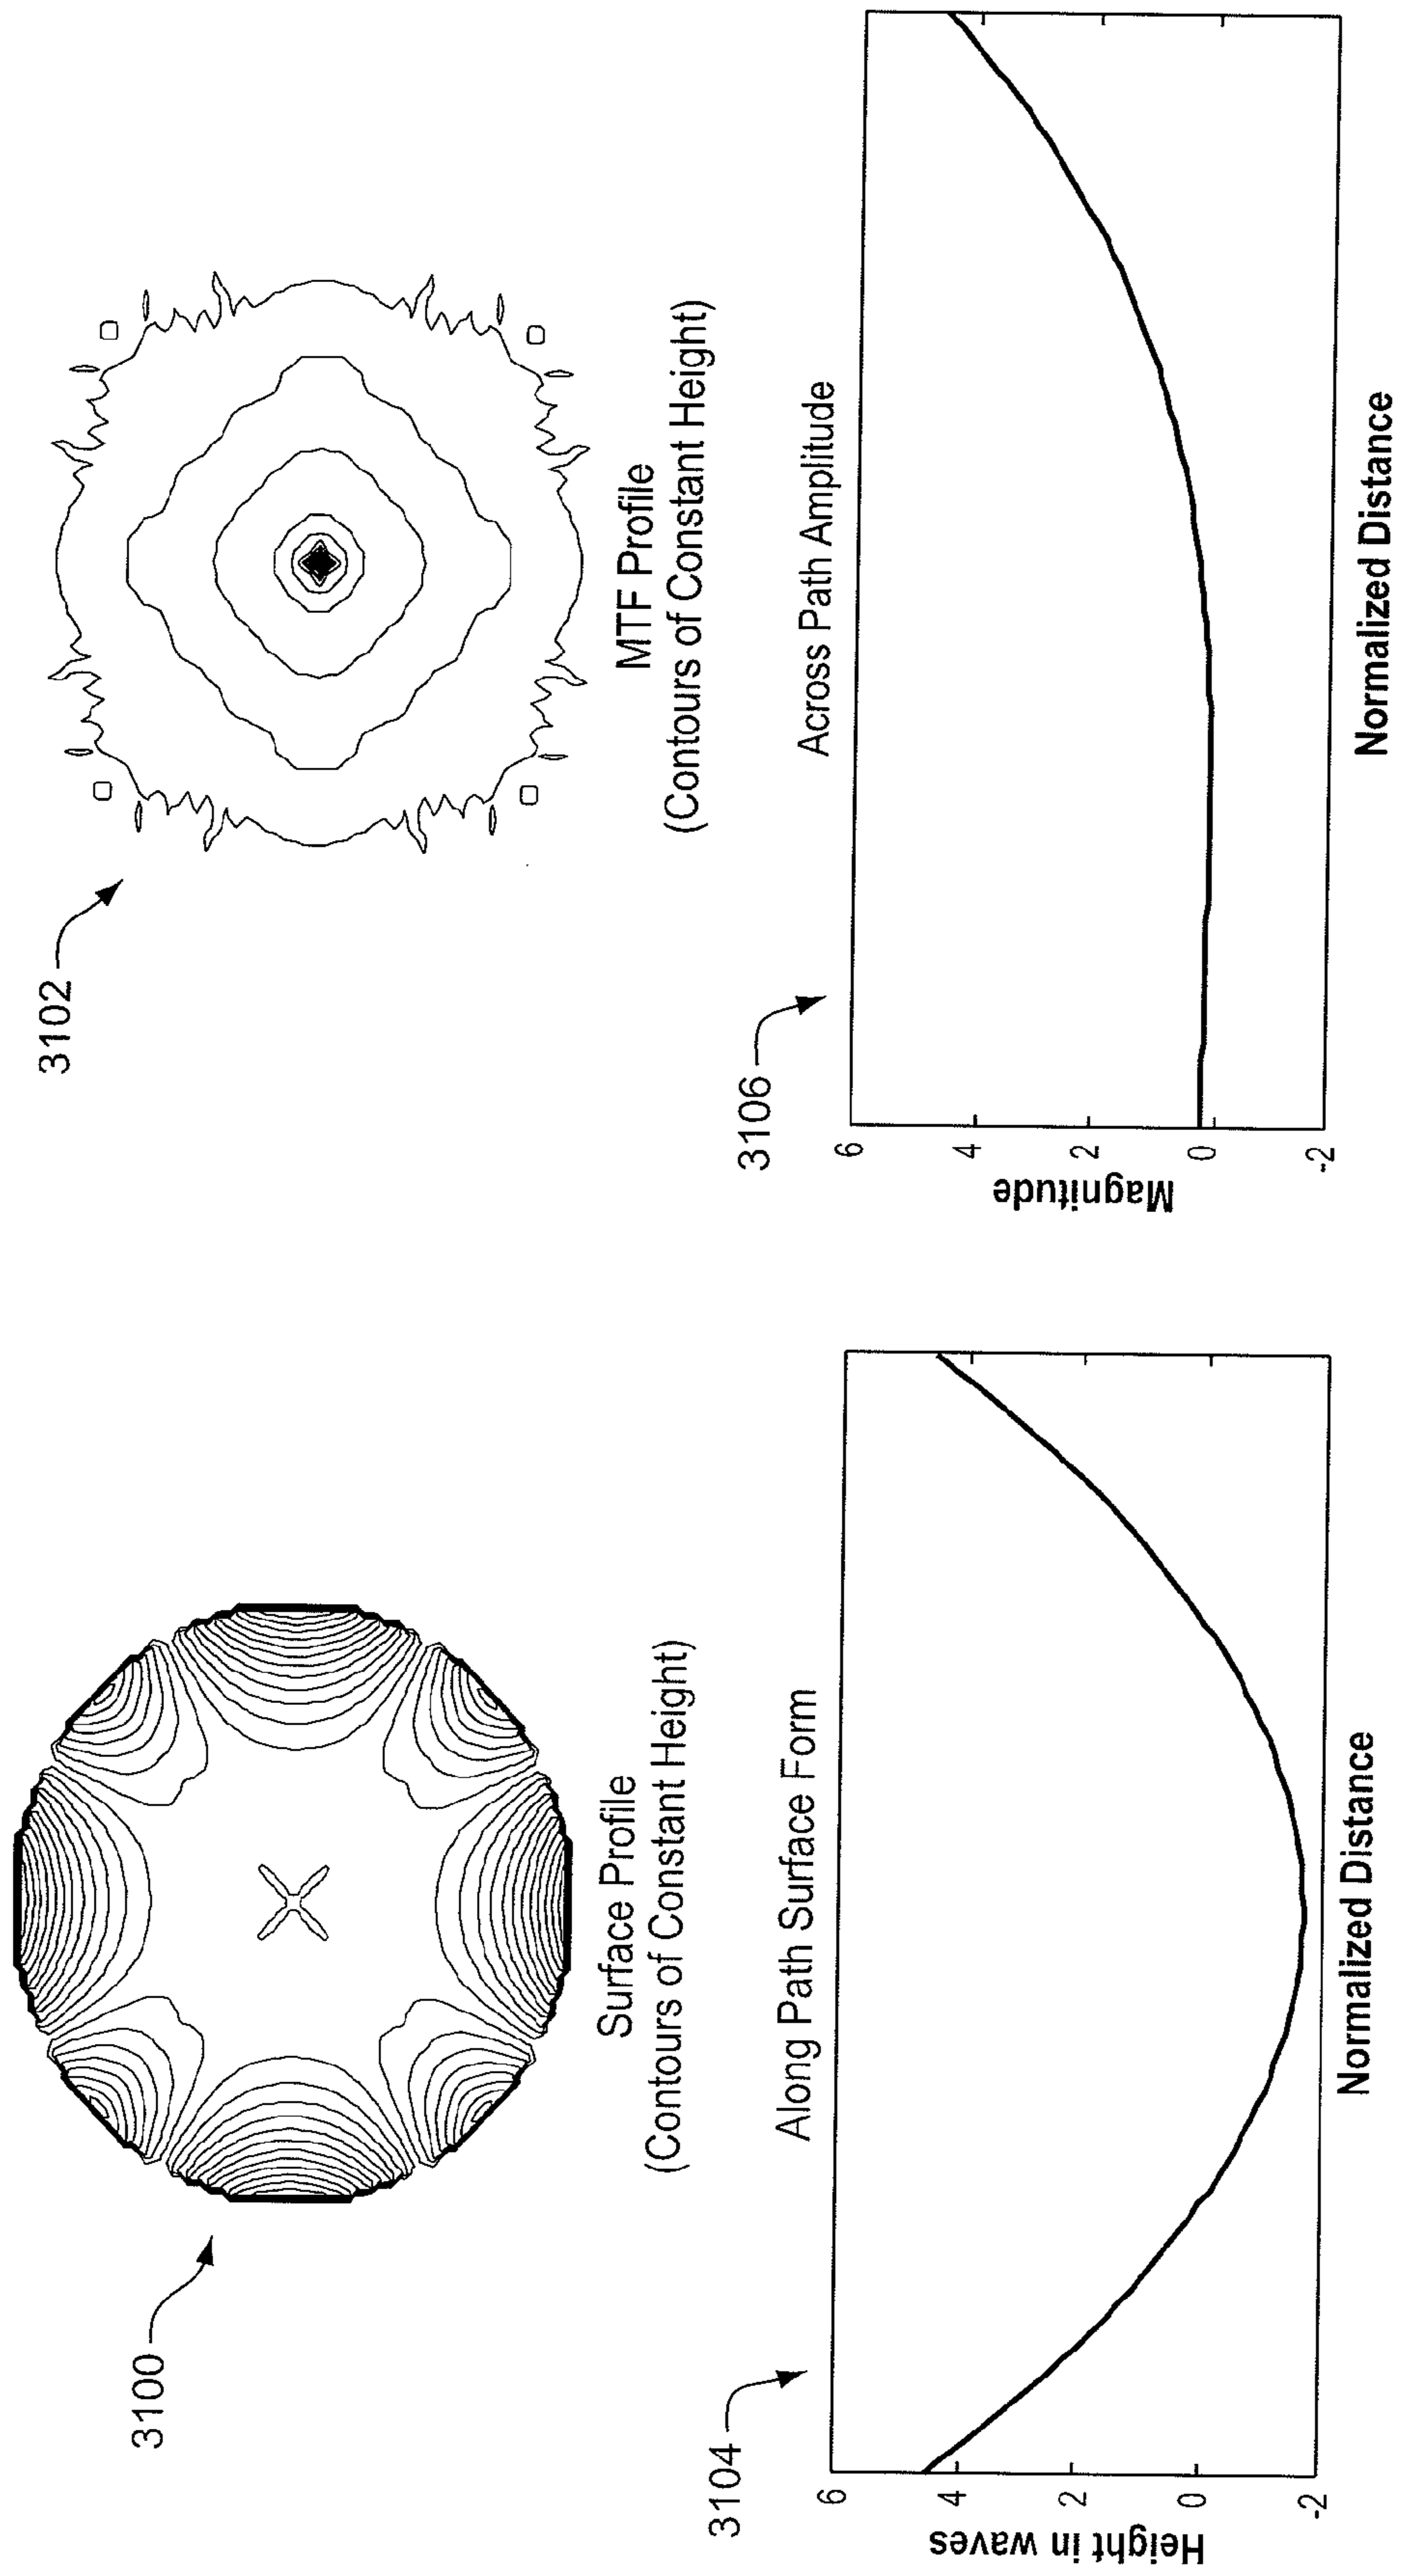 3100
Surface Profile
(Contours of Constant Height)
3102
MTF Profile
(Contours of Constant Height)
3104
Along Path Surface Form
6
4
2
0
-2
Height in waves
Normalized Distance
3106
Across Path Amplitude
6
4
2
0
-2
Magnitude
Normalized Distance